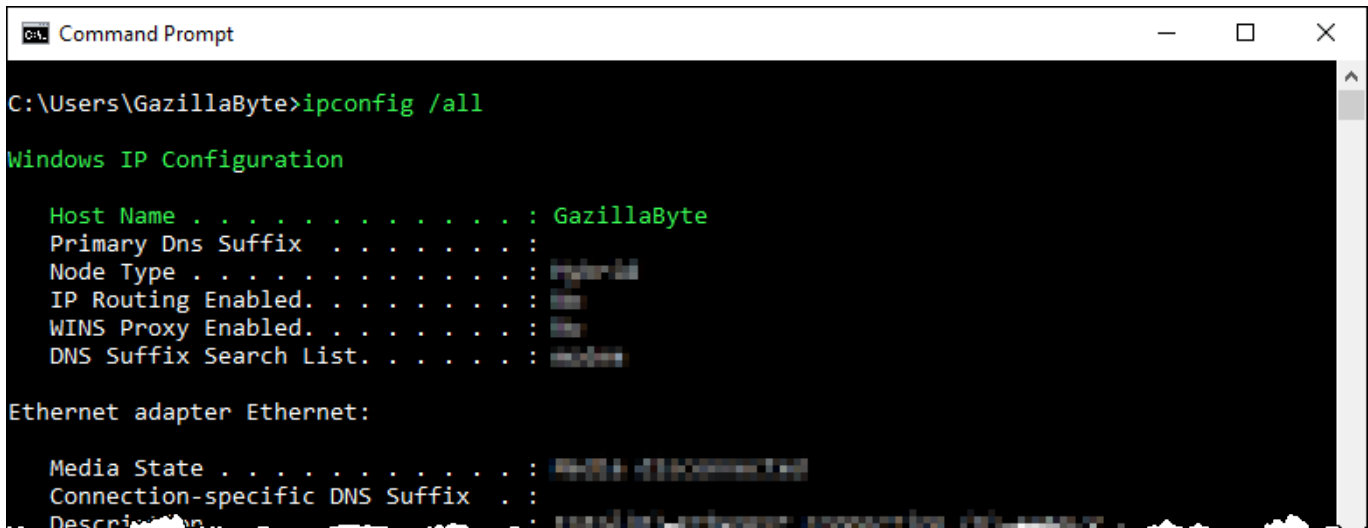 Command Prompt
C:\Users\GazillaByte>ipconfig /all
Windows IP Configuration
Host Name . . . . . . . . . . . . . : GazillaByte
Primary Dns Suffix  . . . . . . . :
Node Type . . . . . . . . . . . . . :
IP Routing Enabled. . . . . . . . :
WINS Proxy Enabled. . . . . . . . :
DNS Suffix Search List. . . . . . :
Ethernet adapter Ethernet:
Media State . . . . . . . . . . . . :
Connection-specific DNS Suffix  . :